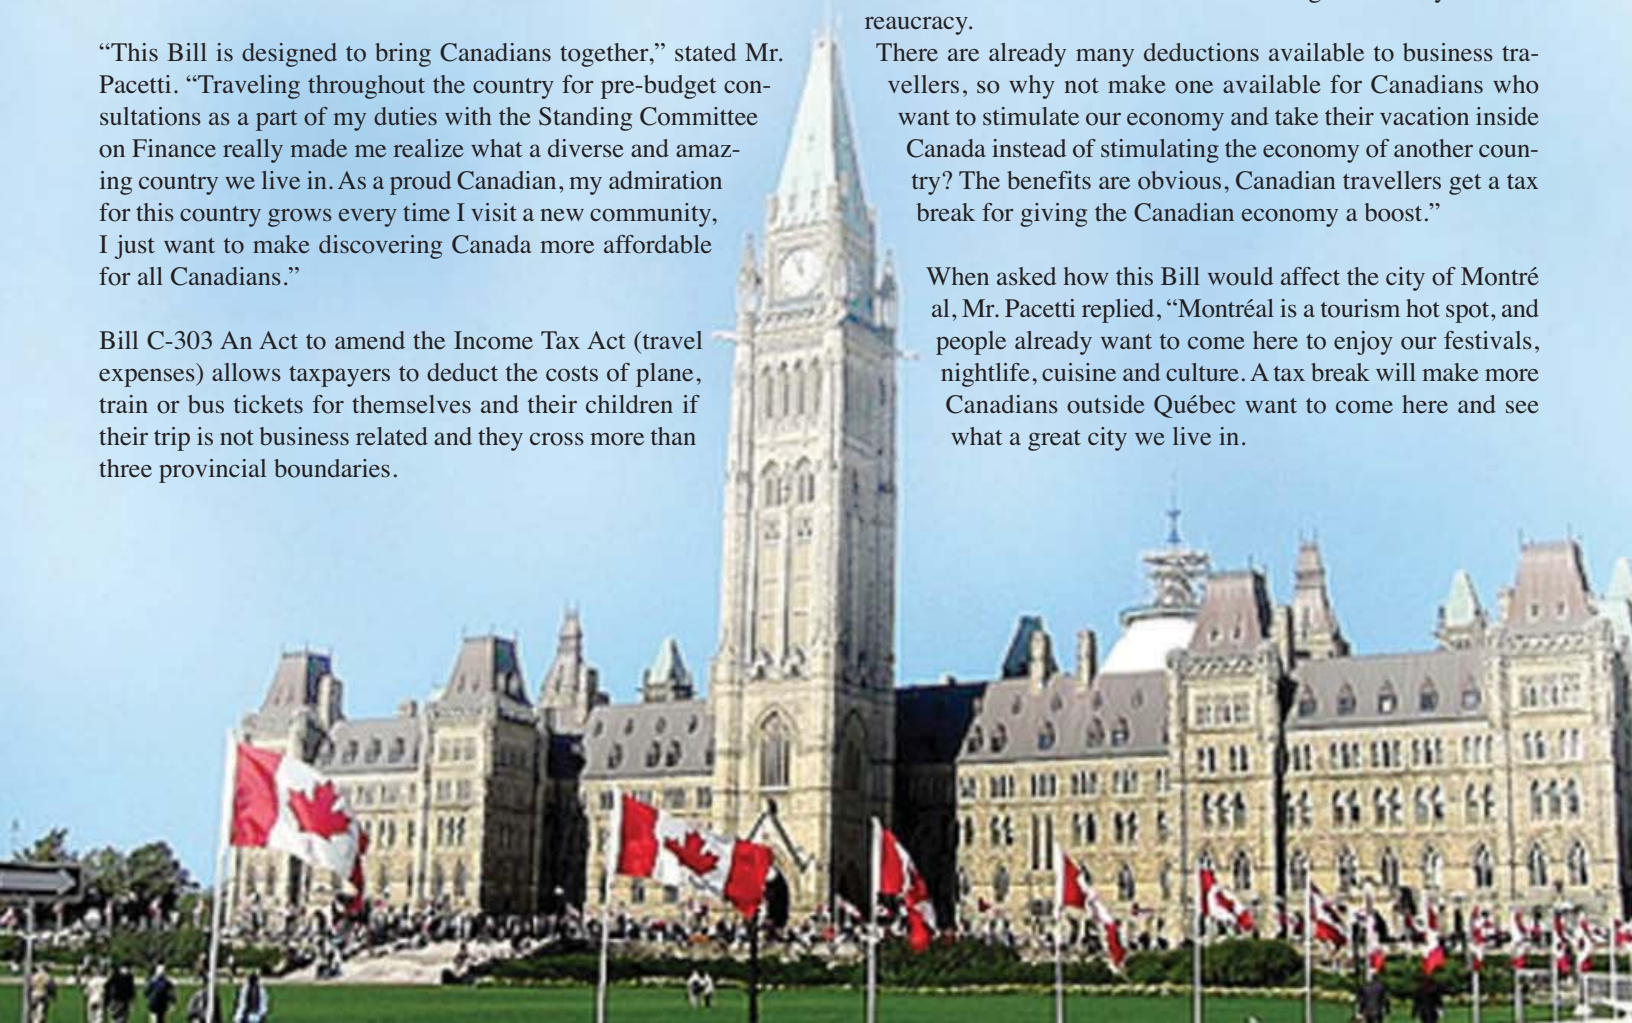 “This Bill is designed to bring Canadians together,” stated Mr.
Pacetti. “Traveling throughout the country for pre-budget con-
sultations as a part of my duties with the Standing Committee
on Finance really made me realize what a diverse and amaz-
ing country we live in. As a proud Canadian, my admiration
for this country grows every time I visit a new community,
I just want to make discovering Canada more affordable
for all Canadians.”
Bill C-303 An Act to amend the Income Tax Act (travel
expenses) allows taxpayers to deduct the costs of plane,
train or bus tickets for themselves and their children if
their trip is not business related and they cross more than
three provincial boundaries.
reaucracy.
There are already many deductions available to business tra-
vellers, so why not make one available for Canadians who
want to stimulate our economy and take their vacation inside
Canada instead of stimulating the economy of another coun-
try? The benefits are obvious, Canadian travellers get a tax
break for giving the Canadian economy a boost.”
When asked how this Bill would affect the city of Montré
al, Mr. Pacetti replied, “Montréal is a tourism hot spot, and
people already want to come here to enjoy our festivals,
nightlife, cuisine and culture. A tax break will make more
Canadians outside Québec want to come here and see
what a great city we live in.